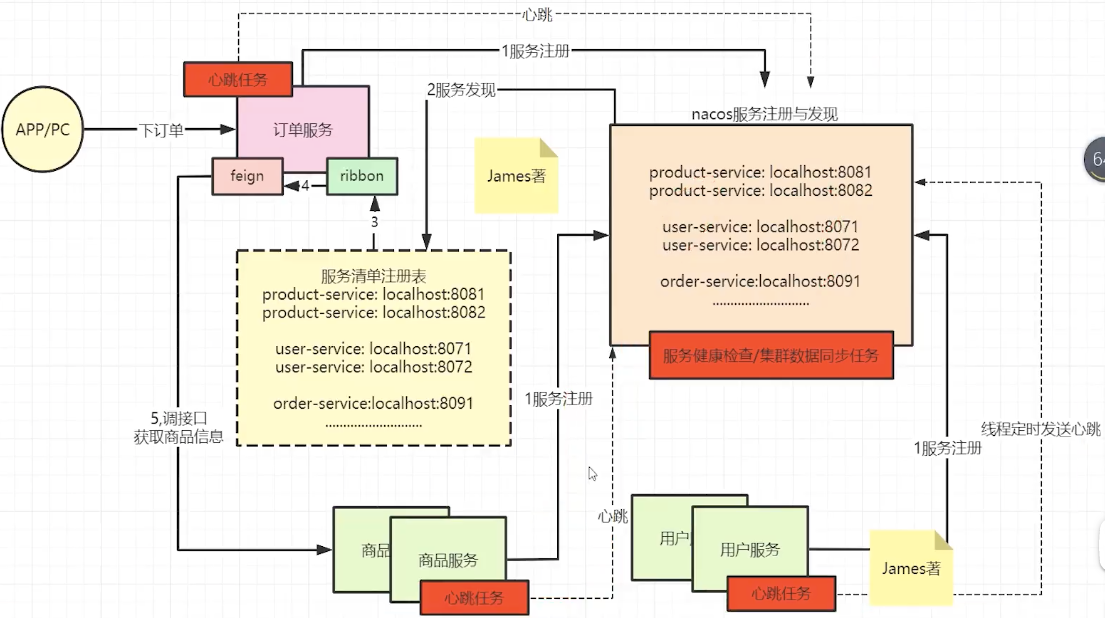 心跳
1服务注册
心跳任务
2服务发现
APP/PC
下订单
订单服务
nacos服务注册与发现
feign
4
ribbon
James著
product-service: localhost:8081
product-service: localhost:8082
user-service: localhost:8071
user-service: localhost:8072
order-service:localhost:8091
...........................
3
服务清单注册表
product-service: localhost:8081
product-service: localhost:8082
user-service: localhost:8071
user-service: localhost:8072
order-service:localhost:8091
...........................
服务健康检查/集群数据同步任务
1服务注册
5,调接口
获取商品信息
线程定时发送心跳
1服务注册
心跳
商品
商品服务
心跳任务
用户
用户服务
心跳任务
James著